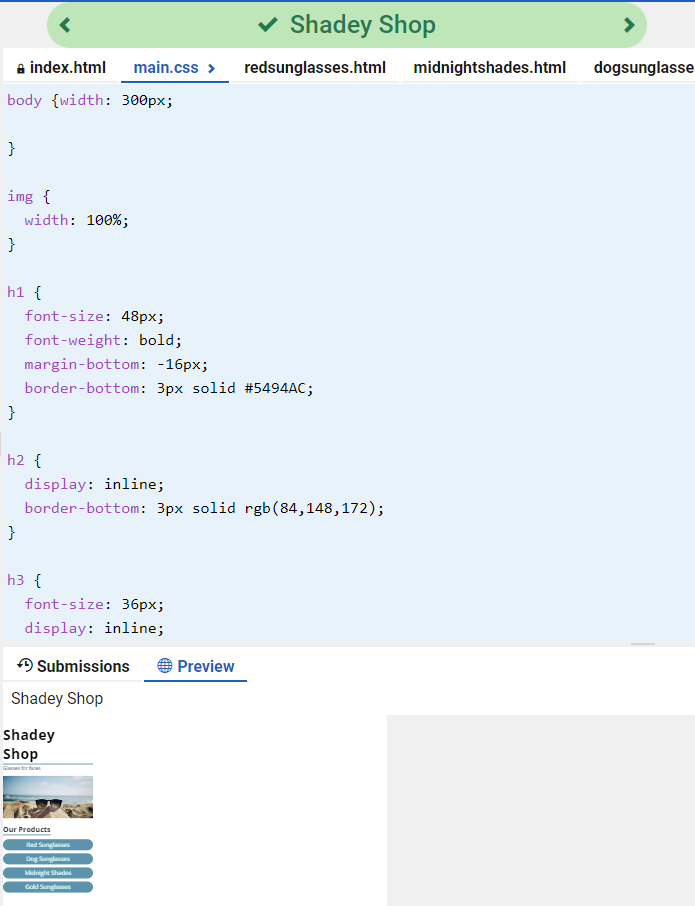 Shadey Shop
index.html main.css redsunglasses.html midnightshades.html dogsunglasse
body {width: 300px;
}
img {
width: 100%;
}
h1 {
font-size: 48px;
font-weight: bold;
margin-bottom: -16px;
border-bottom: 3px solid #5494AC;
}
h2 {
display: inline;
border-bottom: 3px solid rgb(84,148,172);
}
h3 {
font-size: 36px;
display: inline;
Submissions Preview
Shadey Shop
Shadey
Shop
Glasses for faces
Our Products
Red Sunglasses
Dog Sunglasses
Midnight Shades
Gold Sunglasses